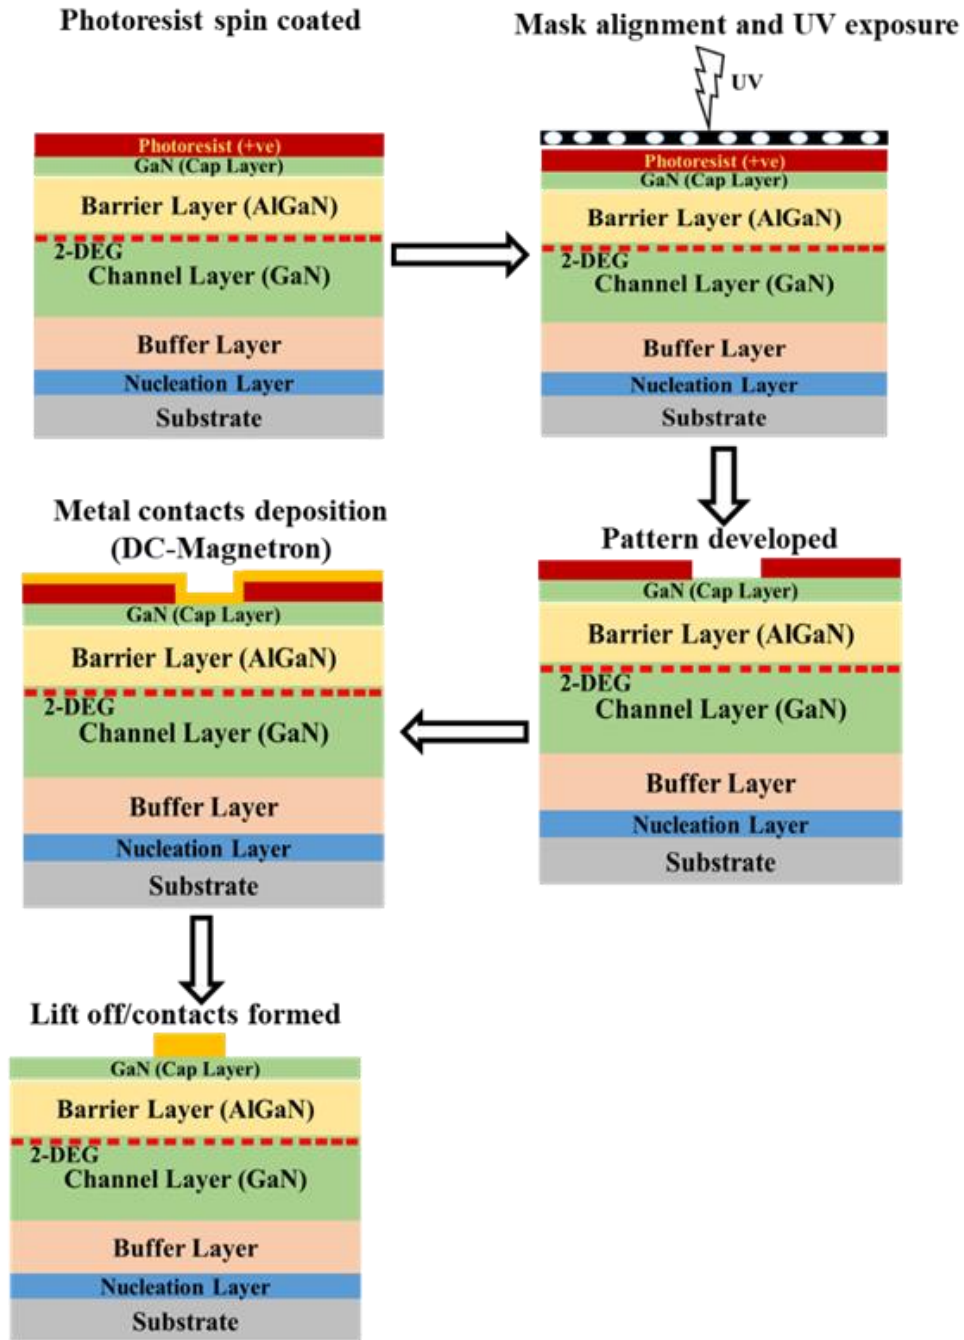 Photoresist spin coated
Photoresist (+ve)
GaN (Cap Layer)
Barrier Layer (AlGaN)
2-DEG
Channel Layer (GaN)
Buffer Layer
Nucleation Layer
Substrate
Mask alignment and UV exposure
UV
Photoresist (+ve)
GaN (Cap Layer)
Barrier Layer (AlGaN)
2-DEG
Channel Layer (GaN)
Buffer Layer
Nucleation Layer
Substrate
Pattern developed
GaN (Cap Layer)
Barrier Layer (AlGaN)
2-DEG
Channel Layer (GaN)
Buffer Layer
Nucleation Layer
Substrate
Metal contacts deposition
(DC-Magnetron)
GaN (Cap Layer)
Barrier Layer (AlGaN)
2-DEG
Channel Layer (GaN)
Buffer Layer
Nucleation Layer
Substrate
Lift off/contacts formed
GaN (Cap Layer)
Barrier Layer (AlGaN)
2-DEG
Channel Layer (GaN)
Buffer Layer
Nucleation Layer
Substrate